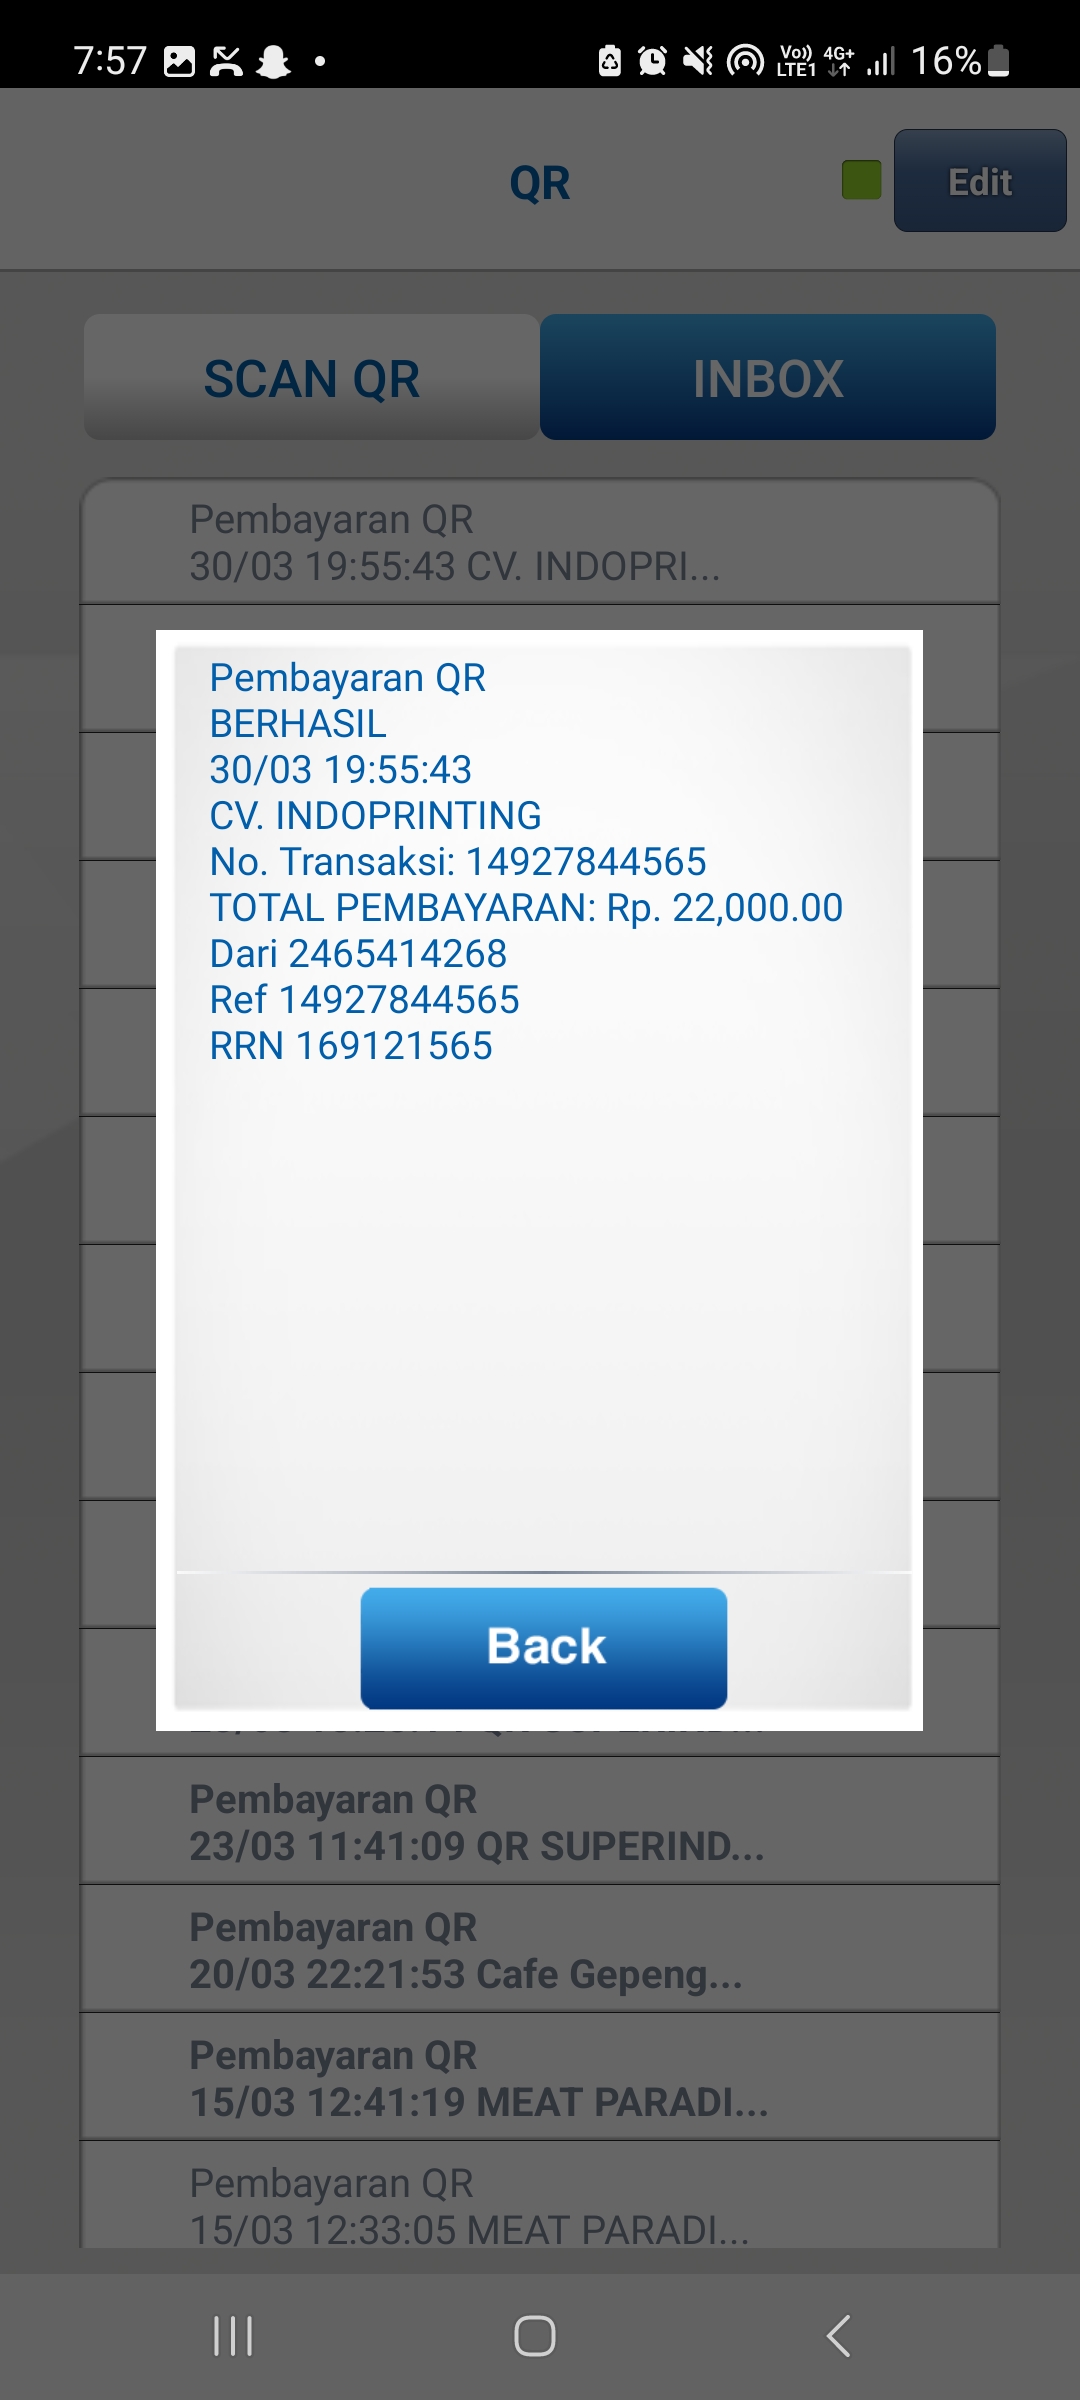 7:57
Vo)) LTE1 4G+ 16%
QR
Edit
SCAN QR
INBOX
Pembayaran QR
30/03 19:55:43 CV. INDOPRI...
Pembayaran QR
BERHASIL
30/03 19:55:43
CV. INDOPRINTING
No. Transaksi: 14927844565
TOTAL PEMBAYARAN: Rp. 22,000.00
Dari 2465414268
Ref 14927844565
RRN 169121565
Back
Pembayaran QR
23/03 11:41:09 QR SUPERIND...
Pembayaran QR
20/03 22:21:53 Cafe Gepeng...
Pembayaran QR
15/03 12:41:19 MEAT PARADI...
Pembayaran QR
15/03 12:33:05 MEAT PARADI...